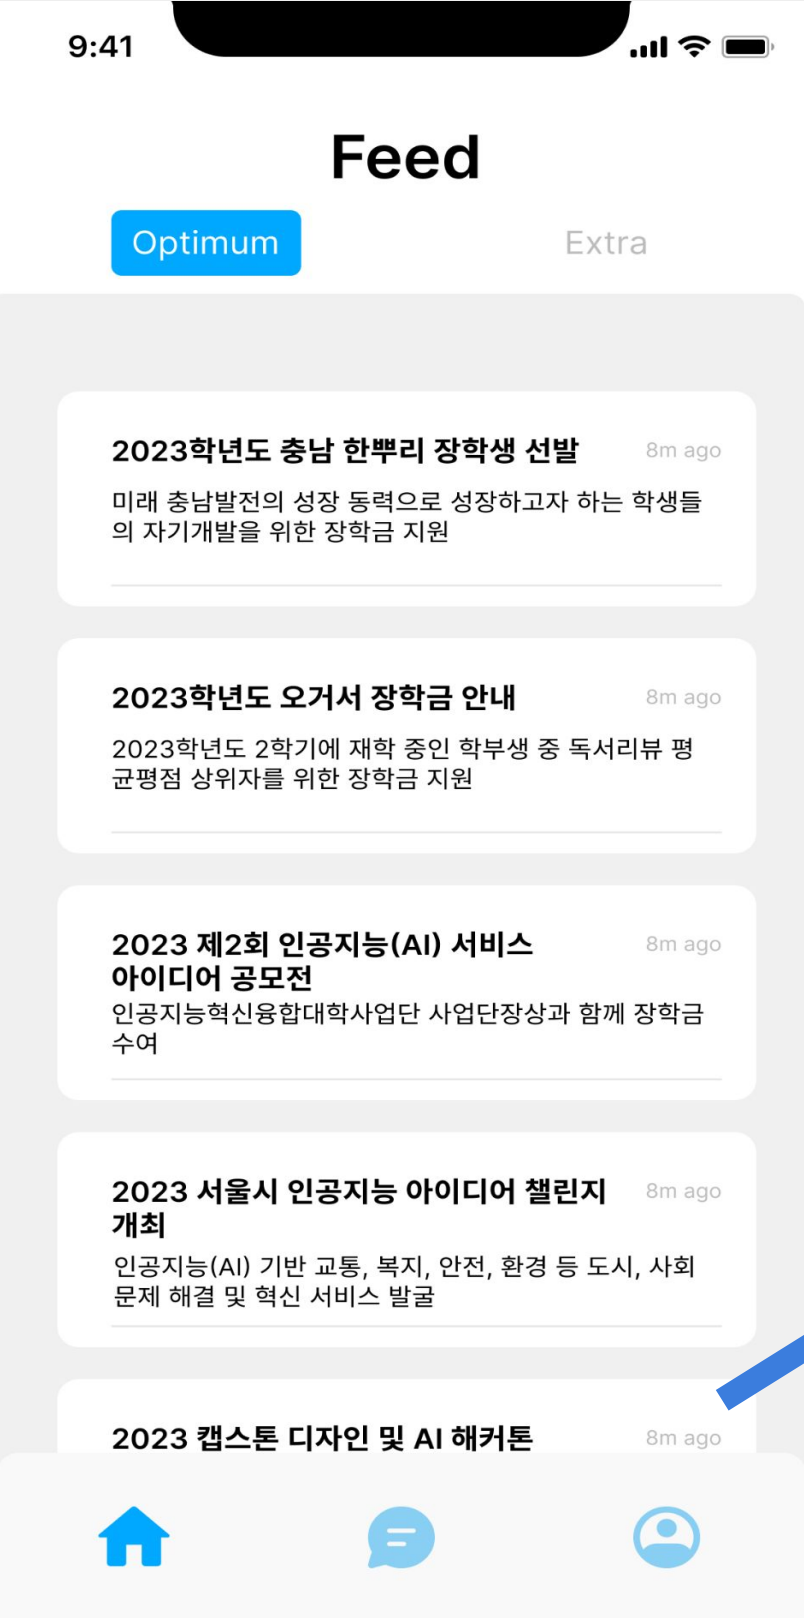 9:41
Feed
Optimum
Extra
2023학년도 충남 한뿌리 장학생 선발
8m ago
미래 충남발전의 성장 동력으로 성장하고자 하는 학생들
의 자기개발을 위한 장학금 지원
2023학년도 오거서 장학금 안내
8m ago
2023학년도 2학기에 재학 중인 학부생 중 독서리뷰 평
균평점 상위자를 위한 장학금 지원
2023 제2회 인공지능(AI) 서비스
8m ago
아이디어 공모전
인공지능혁신융합대학사업단 사업단장상과 함께 장학금
수여
2023 서울시 인공지능 아이디어 챌린지
8m ago
개최
인공지능(AI) 기반 교통, 복지, 안전, 환경 등 도시, 사회
문제 해결 및 혁신 서비스 발굴
2023 캡스톤 디자인 및 AI 해커톤
8m ago